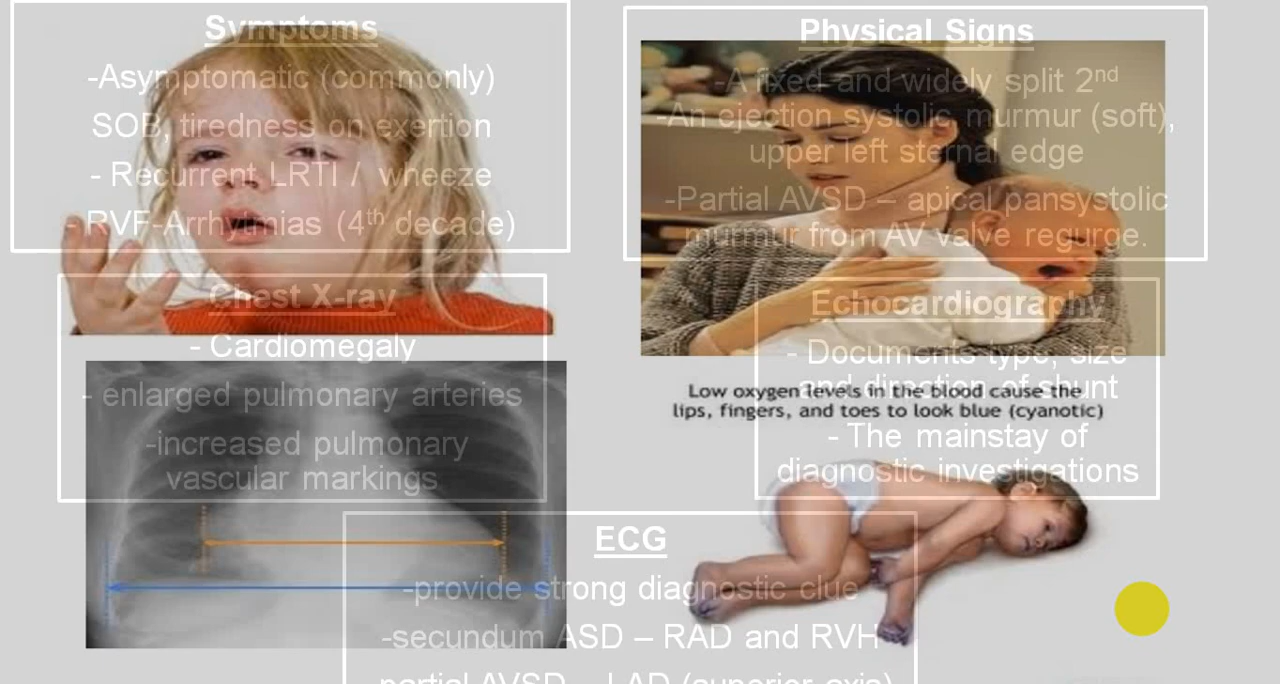 Symptoms
-Asymptomatic (commonly)
SOB, tiredness on exertion
- Recurrent LRTI / wheeze
-RVF-Arrhythmias (4th decade)
Physical Signs
-A fixed and widely split 2nd
-An ejection systolic murmur (soft),
upper left sternal edge
-Partial AVSD – apical pansystolic
murmur from AV valve regurge.
Chest X-ray
- Cardiomegaly
- enlarged pulmonary arteries
-increased pulmonary
vascular markings
Echocardiography
- Documents type, size
and direction of shunt
- The mainstay of
diagnostic investigations
Low oxygen levels in the blood cause the
lips, fingers, and toes to look blue (cyanotic)
ECG
-provide strong diagnostic clue
-secundum ASD – RAD and RVH
partial AVSD – LAD (superior axis)